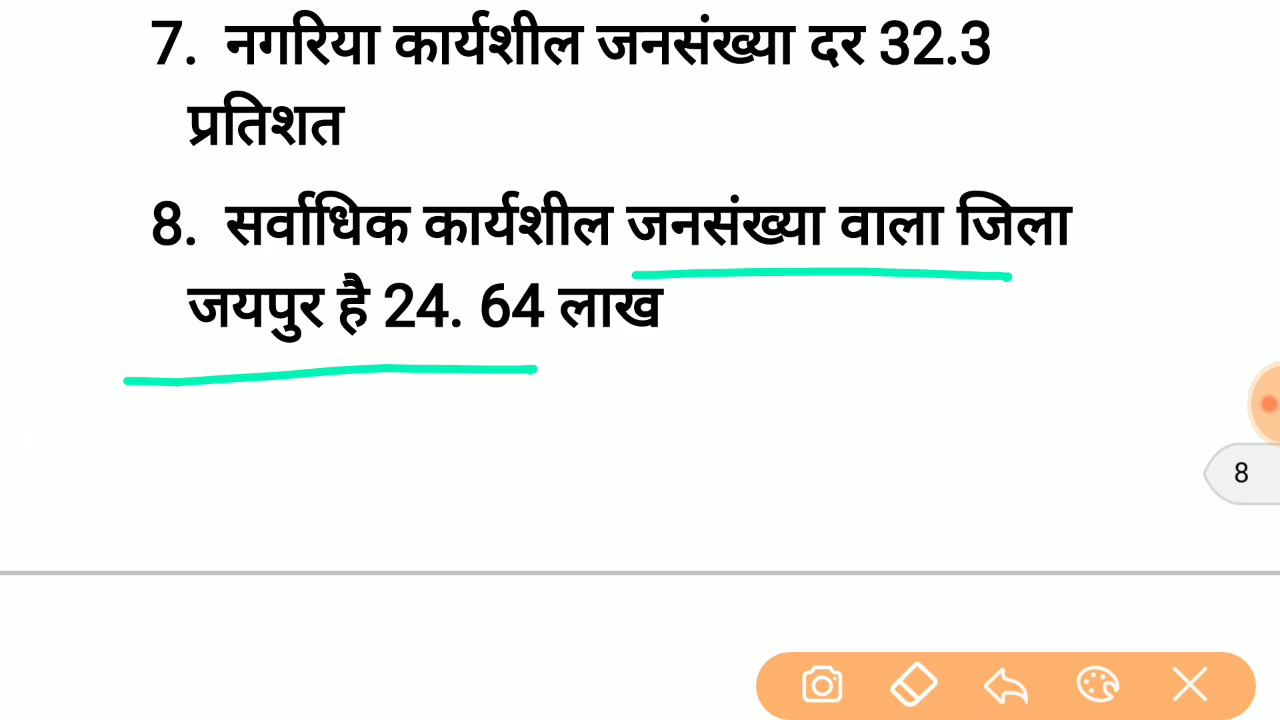 7. नगरिया कार्यशील जनसंख्या दर 32.3
प्रतिशत
8. सर्वाधिक कार्यशील जनसंख्या वाला जिला
जयपुर है 24. 64 लाख
8